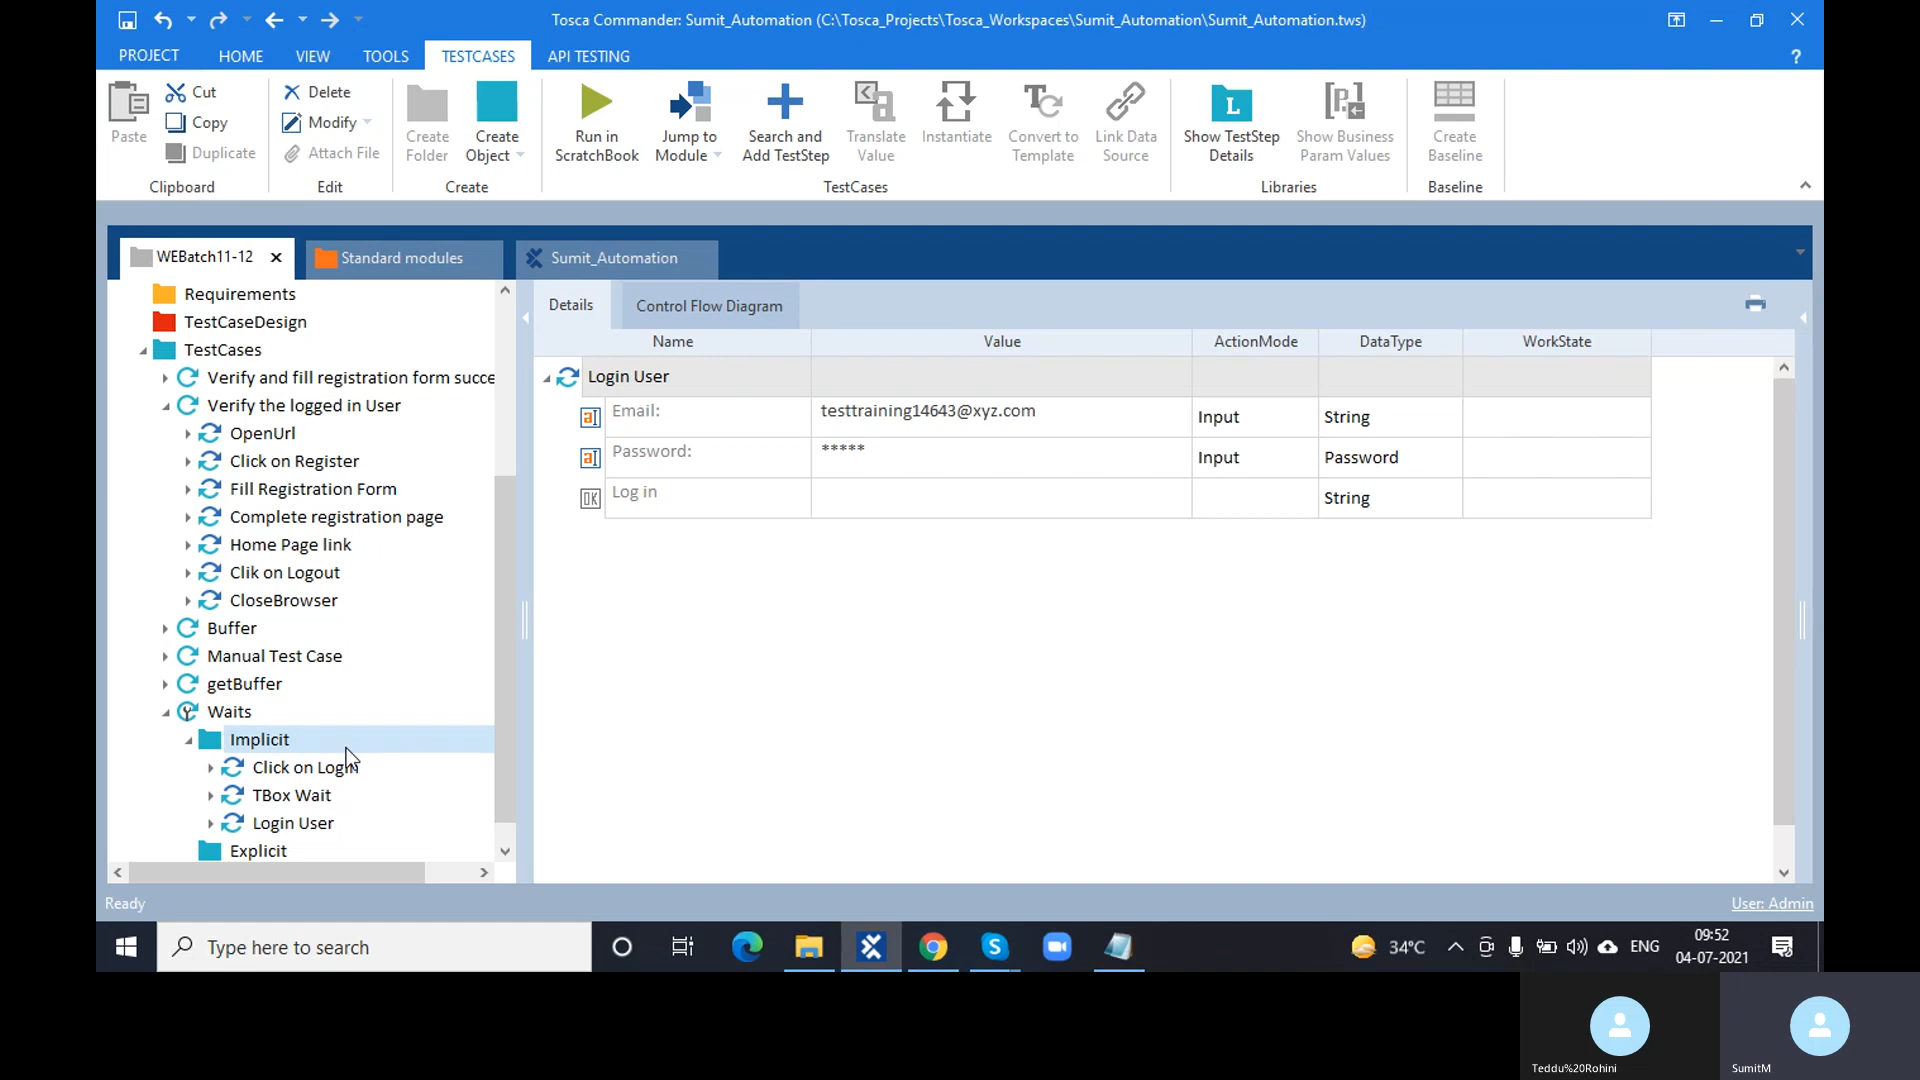 Tosca Commander: Sumit_Automation (C:\Tosca_Projects\Tosca_Workspaces\Sumit_Automation\Sumit_Automation.tws)
PROJECT HOME VIEW TOOLS TESTCASES API TESTING ?
Paste
Cut
Copy
Duplicate
Clipboard
Delete
Modify
Attach File
Edit
Create
Folder
Create
Object
Create
Run in
ScratchBook
Jump to
Module
Search and
Add TestStep
Translate
Value
Instantiate
Convert to
Template
Link Data
Source
TestCases
Show TestStep
Details
Show Business
Param Values
Libraries
Create
Baseline
Baseline
WEBatch11-12 Standard modules Sumit_Automation
Requirements
TestCaseDesign
TestCases
Verify and fill registration form succe
Verify the logged in User
OpenUrl
Click on Register
Fill Registration Form
Complete registration page
Home Page link
Clik on Logout
CloseBrowser
Buffer
Manual Test Case
getBuffer
Waits
Implicit
Click on Login
TBox Wait
Login User
Explicit
Details Control Flow Diagram
Name Value ActionMode DataType WorkState
Login User
Email: testtraining14643@xyz.com Input String
Password: ***** Input Password
Log in String
Ready User: Admin
Type here to search
34°C ENG
09:52
04-07-2021
Teddu%20Rohini SumitM